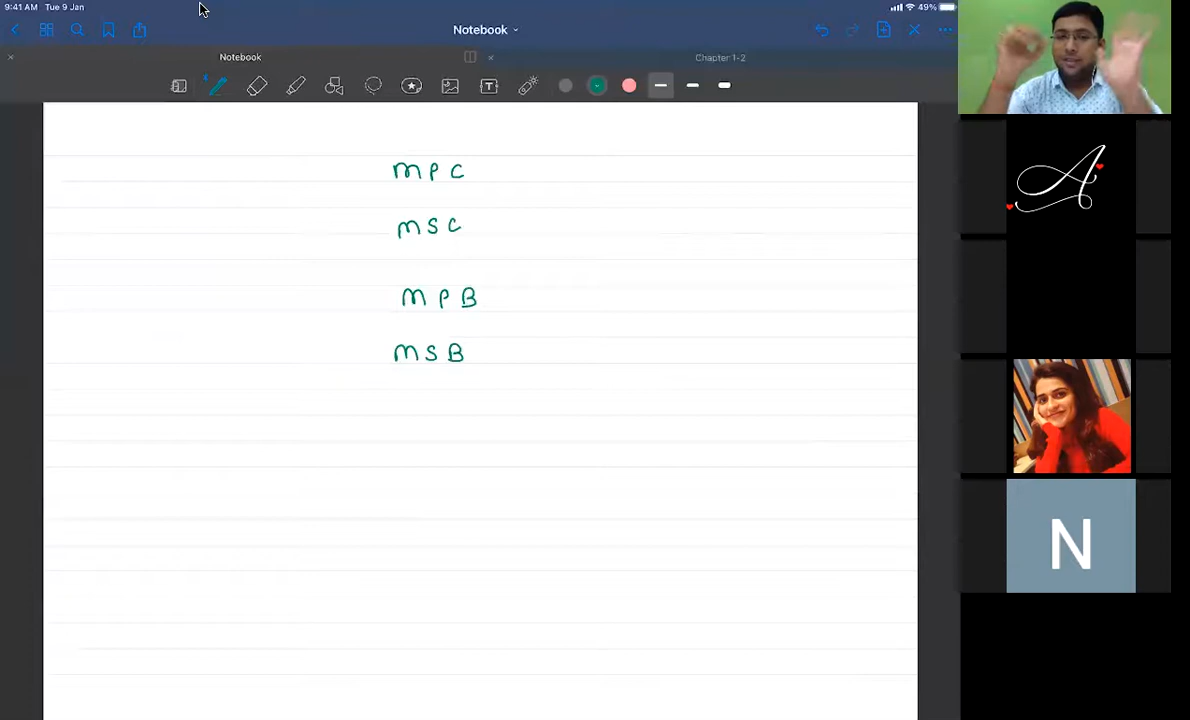 9:41 AM Tue 9 Jan
49%
Notebook
Notebook
Chapter 1-2
T
MPC
MSC
MPB
MSB
A
N